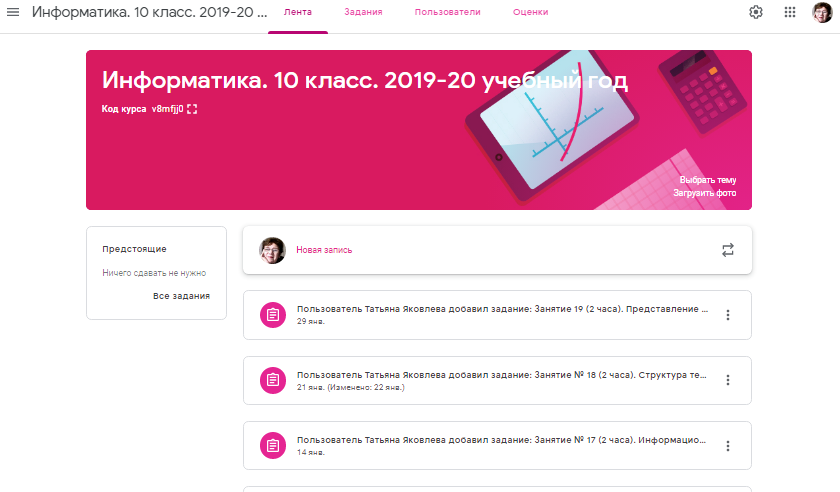 Информатика. 10 класс. 2019-20 ...
Лента
Задания
Пользователи
Оценки
Информатика. 10 класс. 2019-20 учебный год
Код курса v8mfjj0
Выбрать тему
Загрузить фото
Предстоящие
Ничего сдавать не нужно
Все задания
Новая запись
Пользователь Татьяна Яковлева добавил задание: Занятие 19 (2 часа). Представление ...
29 янв.
Пользователь Татьяна Яковлева добавил задание: Занятие № 18 (2 часа). Структура те...
21 янв. (Изменено: 22 янв.)
Пользователь Татьяна Яковлева добавил задание: Занятие № 17 (2 часа). Информацио...
14 янв.